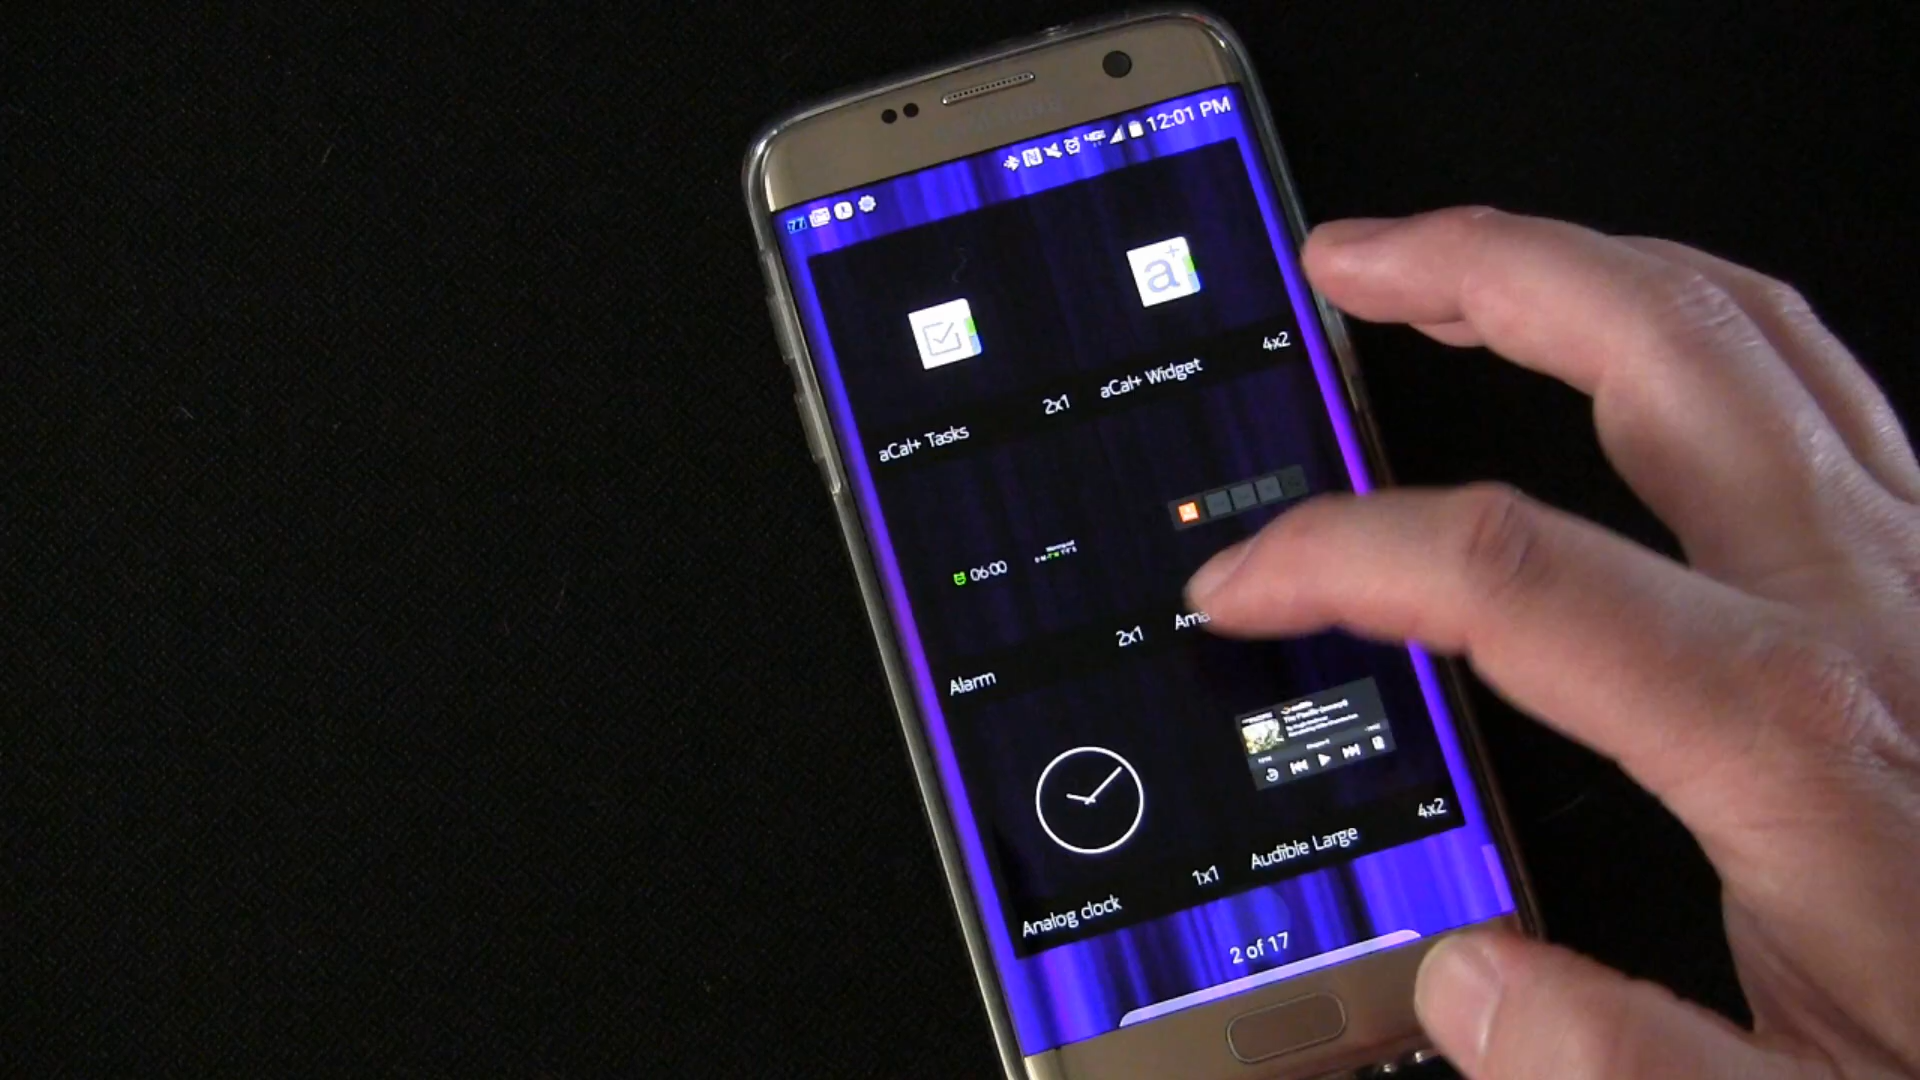 12:01 PM
77
a+
aCal+ Tasks 2x1
aCal+ Widget 4x2
06:00
Alarm 2x1
Analog clock 1x1
Audible Large 4x2
2 of 17